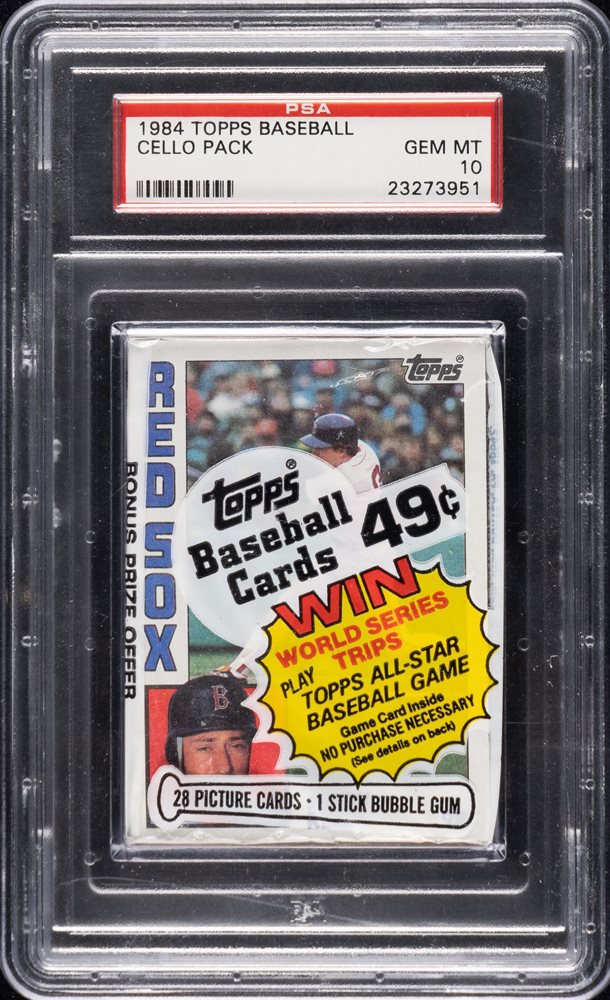 PSA
1984 TOPPS BASEBALL
CELLO PACK
GEM MT
10
23273951
Topps®
RED SOX
BONUS PRIZE OFFER
Topps®
Baseball
Cards
49¢
WIN
WORLD SERIES
TRIPS
PLAY
TOPPS ALL-STAR
BASEBALL GAME
Game Card Inside
NO PURCHASE NECESSARY
(See details on back)
B
28 PICTURE CARDS • 1 STICK BUBBLE GUM